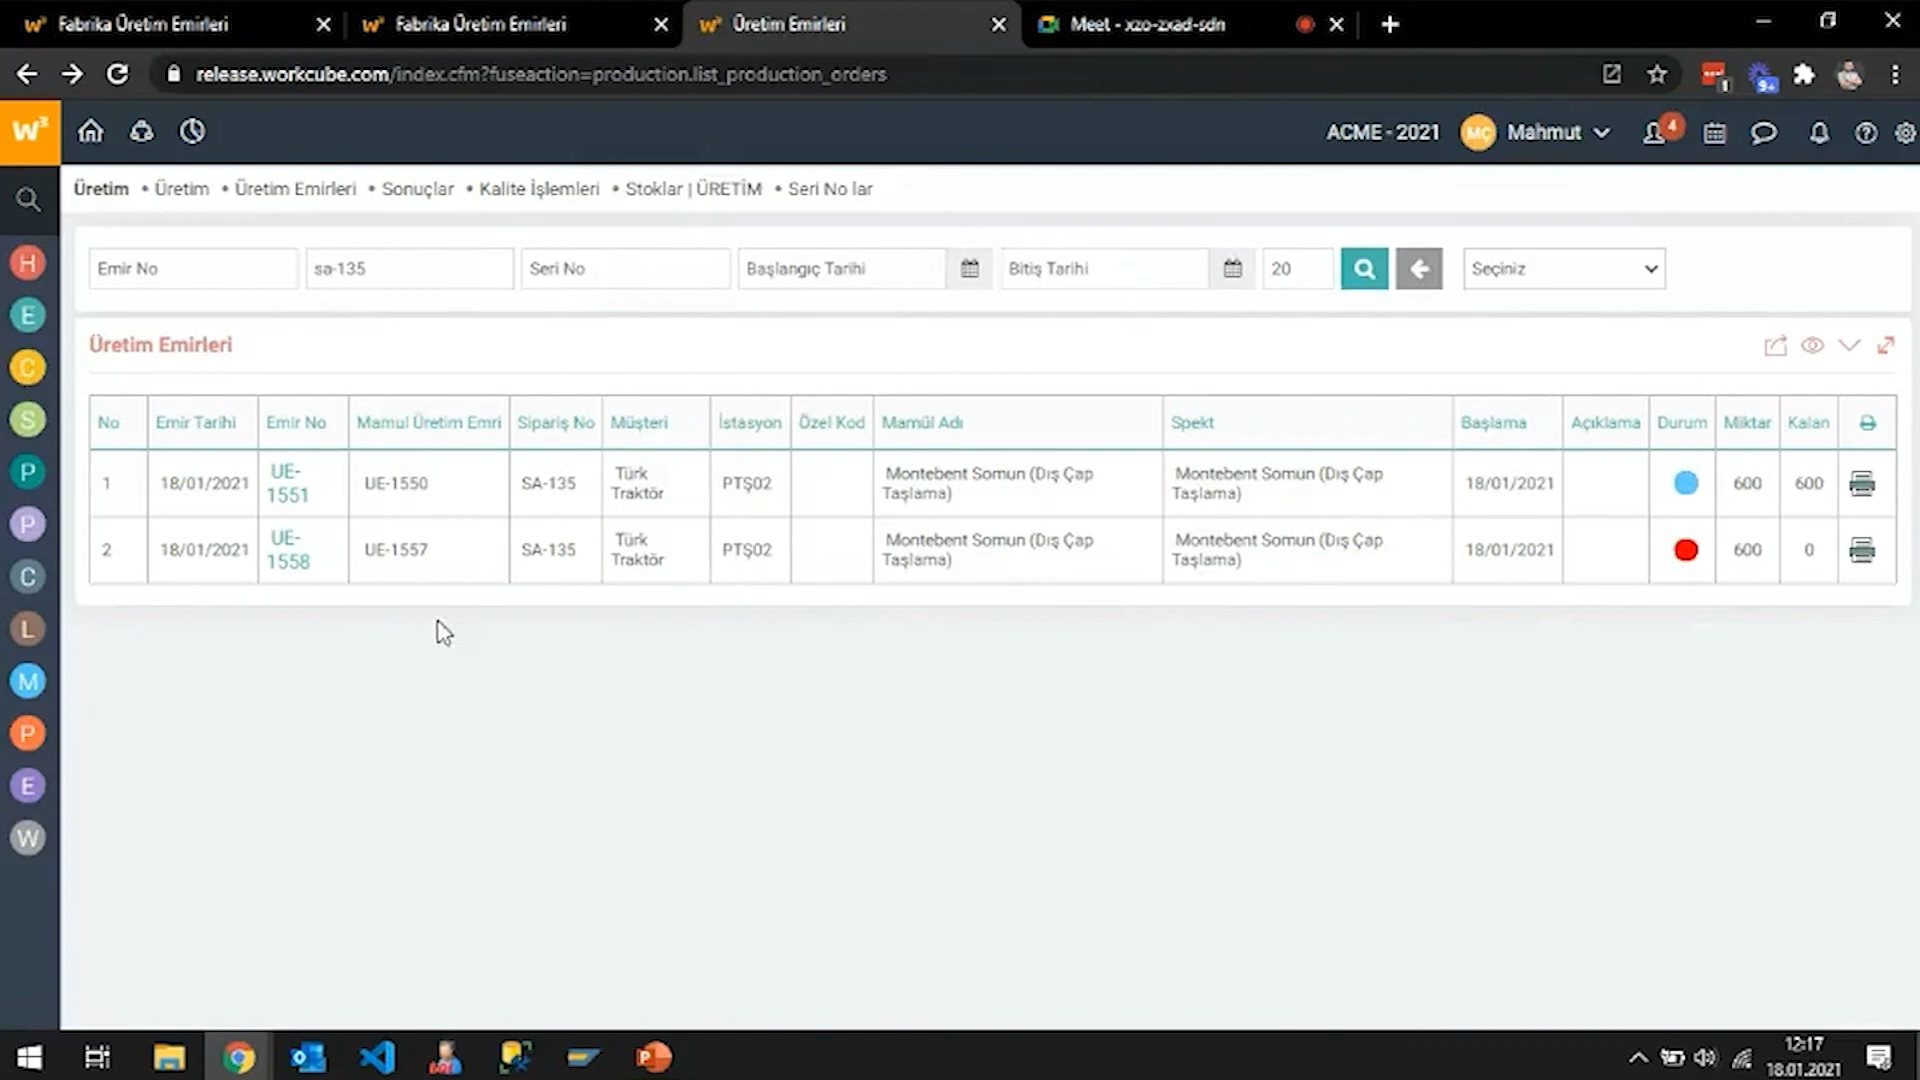 Fabrika Üretim Emirleri
Fabrika Üretim Emirleri
Üretim Emirleri
Meet - xzo-zxad-sdn
release.workcube.com/index.cfm?fuseaction=production.list_production_orders
1
9+
w³
ACME - 2021
MC
Mahmut
4
Üretim • Üretim • Üretim Emirleri • Sonuçlar • Kalite İşlemleri • Stoklar | ÜRETİM • Seri No lar
Emir No
sa-135
Seri No
Başlangıç Tarihi
Bitiş Tarihi
20
Seçiniz
H
E
C
S
P
P
C
L
M
P
E
W
Üretim Emirleri
No Emir Tarihi Emir No Mamul Üretim Emri Sipariş No Müşteri İstasyon Özel Kod Mamül Adı Spekt Başlama Açıklama Durum Miktar Kalan
1 18/01/2021 UE-1551 UE-1550 SA-135 Türk Traktör PTŞ02 Montebent Somun (Dış Çap Taşlama) Montebent Somun (Dış Çap Taşlama) 18/01/2021 600 600
2 18/01/2021 UE-1558 UE-1557 SA-135 Türk Traktör PTŞ02 Montebent Somun (Dış Çap Taşlama) Montebent Somun (Dış Çap Taşlama) 18/01/2021 600 0
12:17
18.01.2021